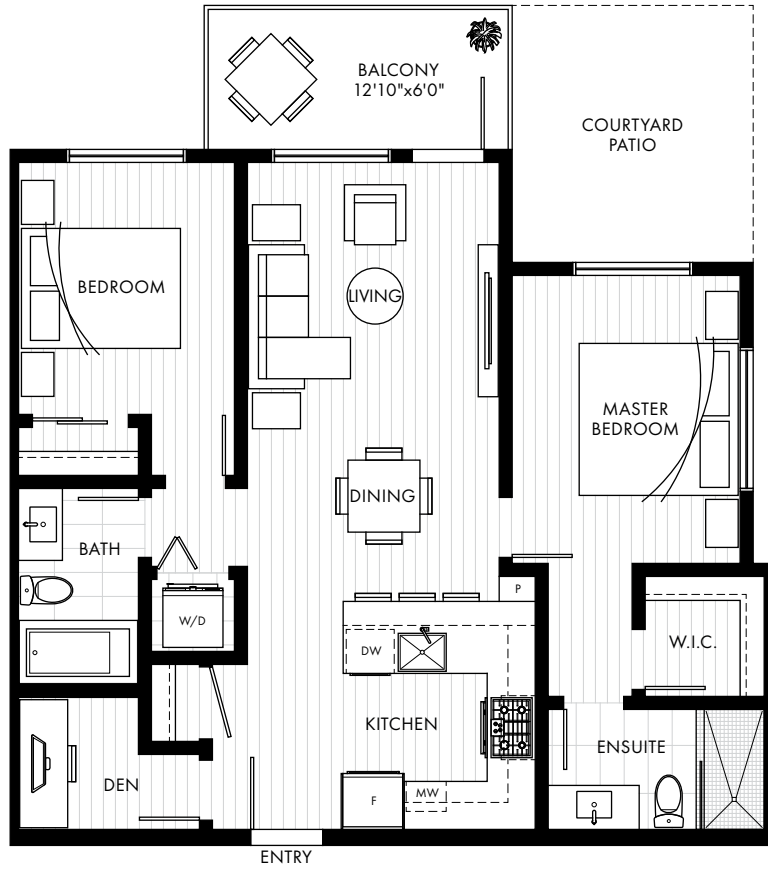 BALCONY
12'10"x6'0"
COURTYARD
PATIO
BEDROOM
LIVING
MASTER
BEDROOM
DINING
BATH
P
W/D
DW
W.I.C.
KITCHEN
ENSUITE
DEN
MW
F
ENTRY